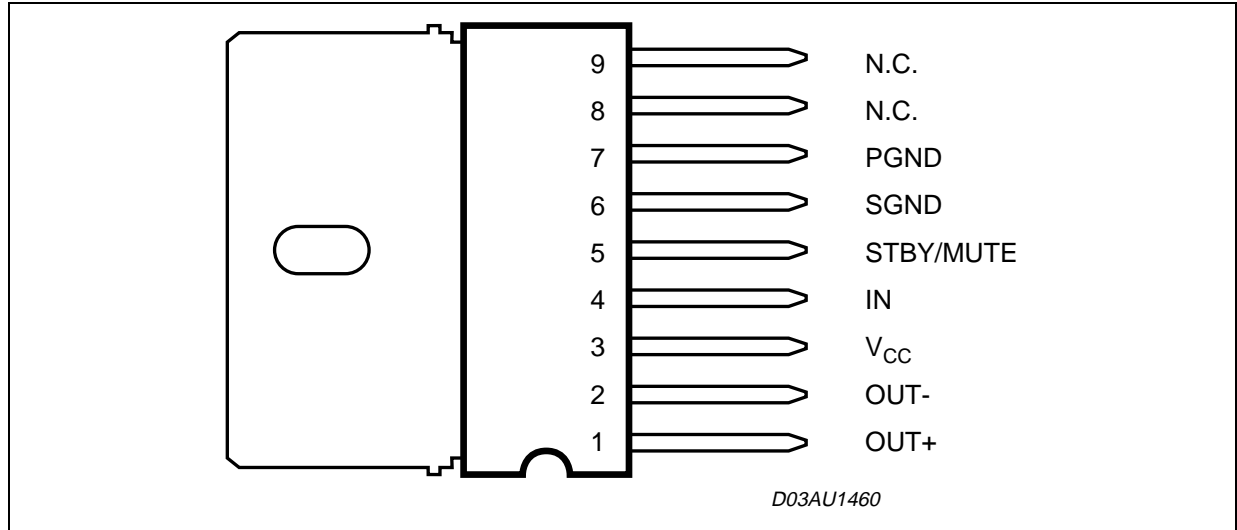 9 N.C.
8 N.C.
7 PGND
6 SGND
5 STBY/MUTE
4 IN
3 VCC
2 OUT-
1 OUT+
D03AU1460